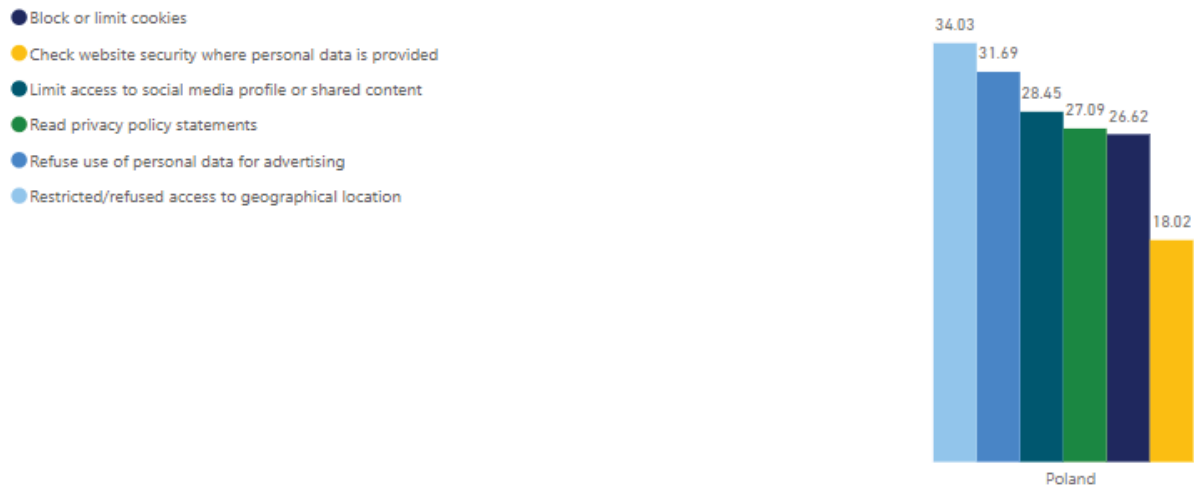 Block or limit cookies
Check website security where personal data is provided
Limit access to social media profile or shared content
Read privacy policy statements
Refuse use of personal data for advertising
Restricted/refused access to geographical location
34.03
31.69
28.45
27.09
26.62
18.02
Poland